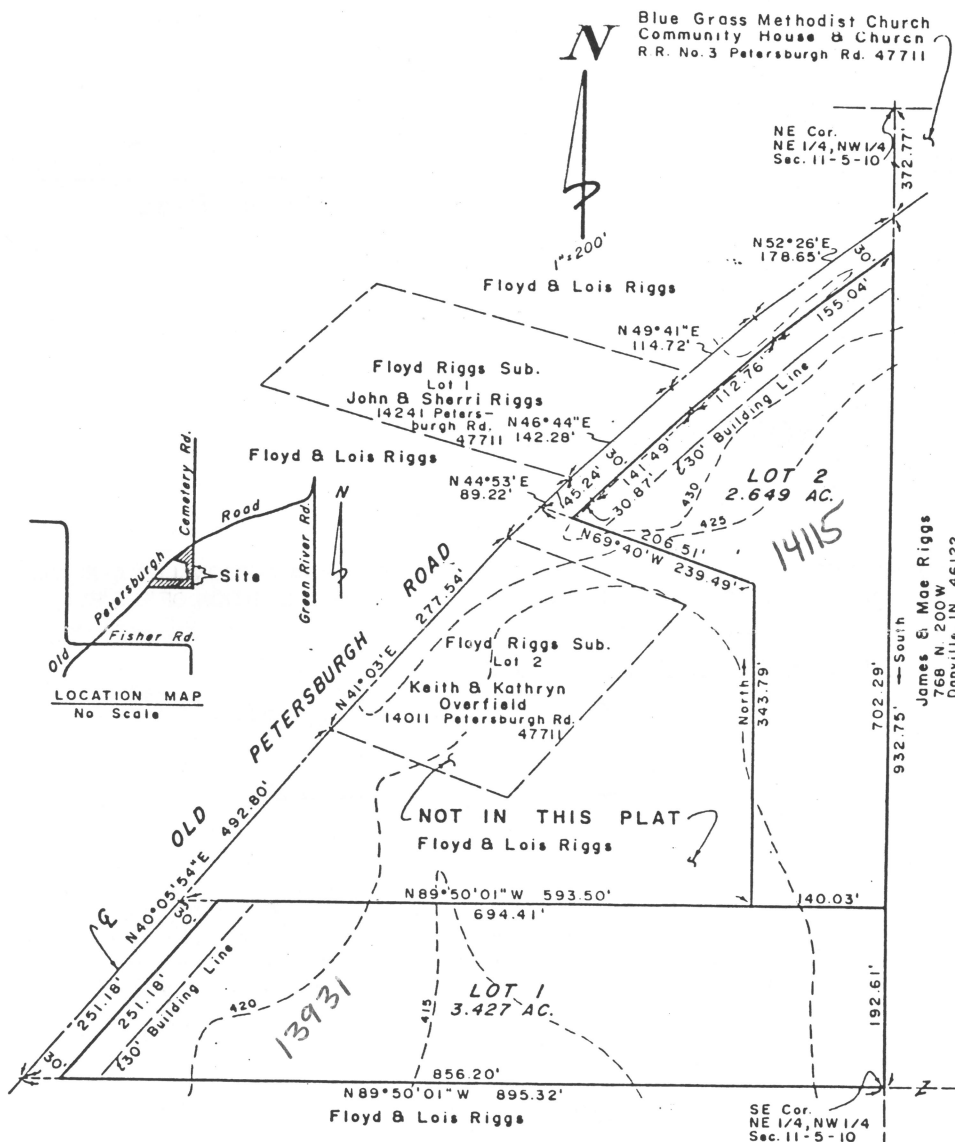 Blue Grass Methodist Church
Community House & Church
R R. No. 3 Petersburgh Rd. 47711
N
NE Cor.
NE 1/4, NW 1/4
Sec. 11-5-10
372.77'
1"=200'
N52°26'E
178.65'
30'
155.04'
Floyd & Lois Riggs
N49°41"E
114.72'
112.76'
Floyd Riggs Sub.
Lot 1
John & Sherri Riggs
14241 Peters-
burgh Rd.
47711
N46°44"E
142.28'
30'
141.49'
30' Building Line
Floyd & Lois Riggs
N44°53'E
89.22'
45.24'
30.87'
LOT 2
2.649 AC.
430
425
14115
206.51'
N69°40'W 239.49'
Cemetery Rd.
Road
N
Green River Rd.
Petersburgh
Site
Old
Fisher Rd.
LOCATION MAP
No Scale
OLD PETERSBURGH ROAD
277.54'
N41°03'E
Floyd Riggs Sub.
Lot 2
Keith & Kathryn
Overfield
14011 Petersburgh Rd.
47711
North
343.79'
South
702.29'
932.75'
James & Mae Riggs
768 N. 200W
Danville IN 46122
NOT IN THIS PLAT
Floyd & Lois Riggs
492.80'
N40°05'54"E
30'
N89°50'01"W 593.50'
694.41'
140.03'
251.18'
251.18'
30' Building Line
420
13931
415
LOT 1
3.427 AC.
192.61'
30'
856.20'
N89°50'01"W 895.32'
Floyd & Lois Riggs
SE Cor.
NE 1/4, NW 1/4
Sec. 11-5-10